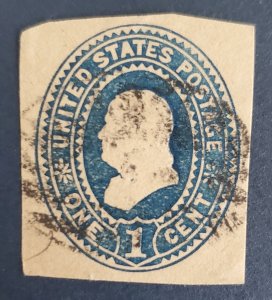 UNITED STATES POSTAGE
ONE 1 CENT